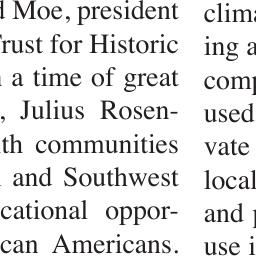 d Moe, president
Trust for Historic
a time of great
, Julius Rosen-
th communities
and Southwest
cational oppor-
ican Americans.
clima
ing a
comp
used
vate
local
and p
use i